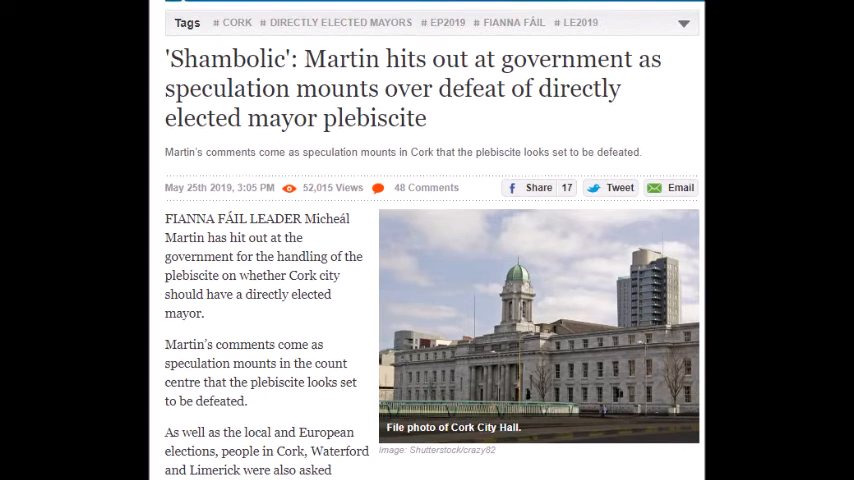 Tags # CORK # DIRECTLY ELECTED MAYORS # EP2019 # FIANNA FÁIL # LE2019
'Shambolic': Martin hits out at government as
speculation mounts over defeat of directly
elected mayor plebiscite
Martin's comments come as speculation mounts in Cork that the plebiscite looks set to be defeated.
May 25th 2019, 3:05 PM 52,015 Views 48 Comments Share 17 Tweet Email
FIANNA FÁIL LEADER Micheál
Martin has hit out at the
government for the handling of the
plebiscite on whether Cork city
should have a directly elected
mayor.
Martin's comments come as
speculation mounts in the count
centre that the plebiscite looks set
to be defeated.
As well as the local and European
elections, people in Cork, Waterford
and Limerick were also asked
File photo of Cork City Hall.
Image: Shutterstock/crazy82